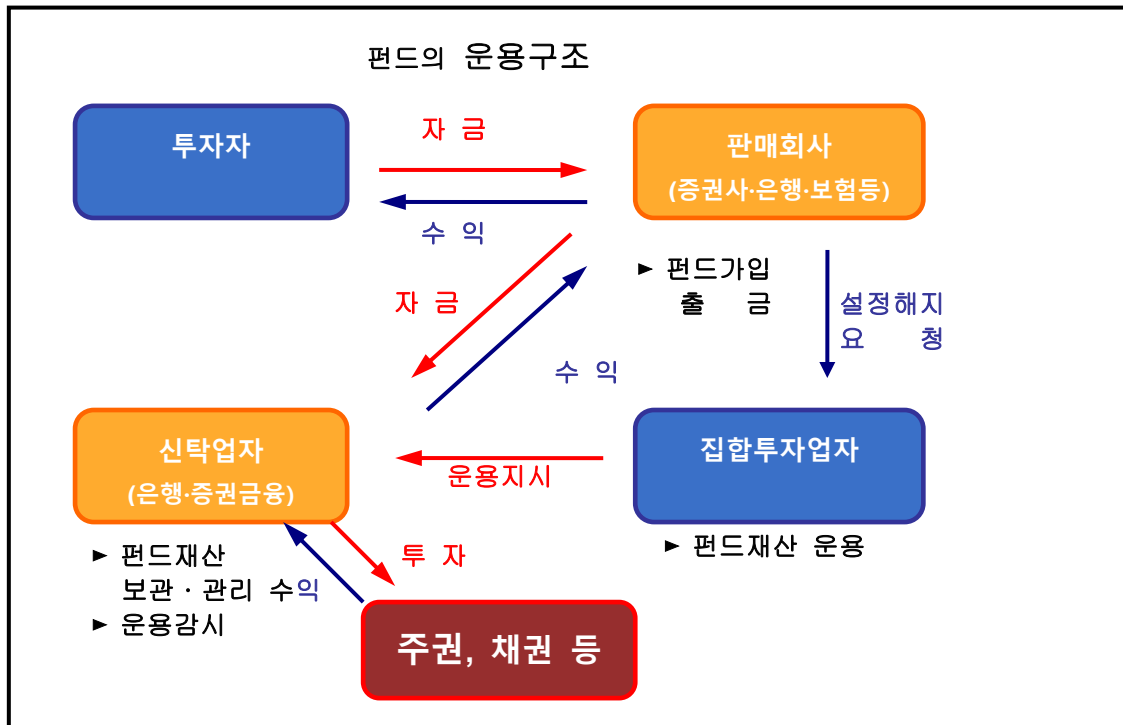 펀드의 운용구조
투자자
자 금
판매회사
(증권사·은행·보험등)
수 익
► 펀드가입
출 금
자 금
설정해지
요 청
수 익
신탁업자
(은행·증권금융)
집합투자업자
운용지시
► 펀드재산 운용
► 펀드재산
보관·관리 수익
► 운용감시
투 자
주권, 채권 등